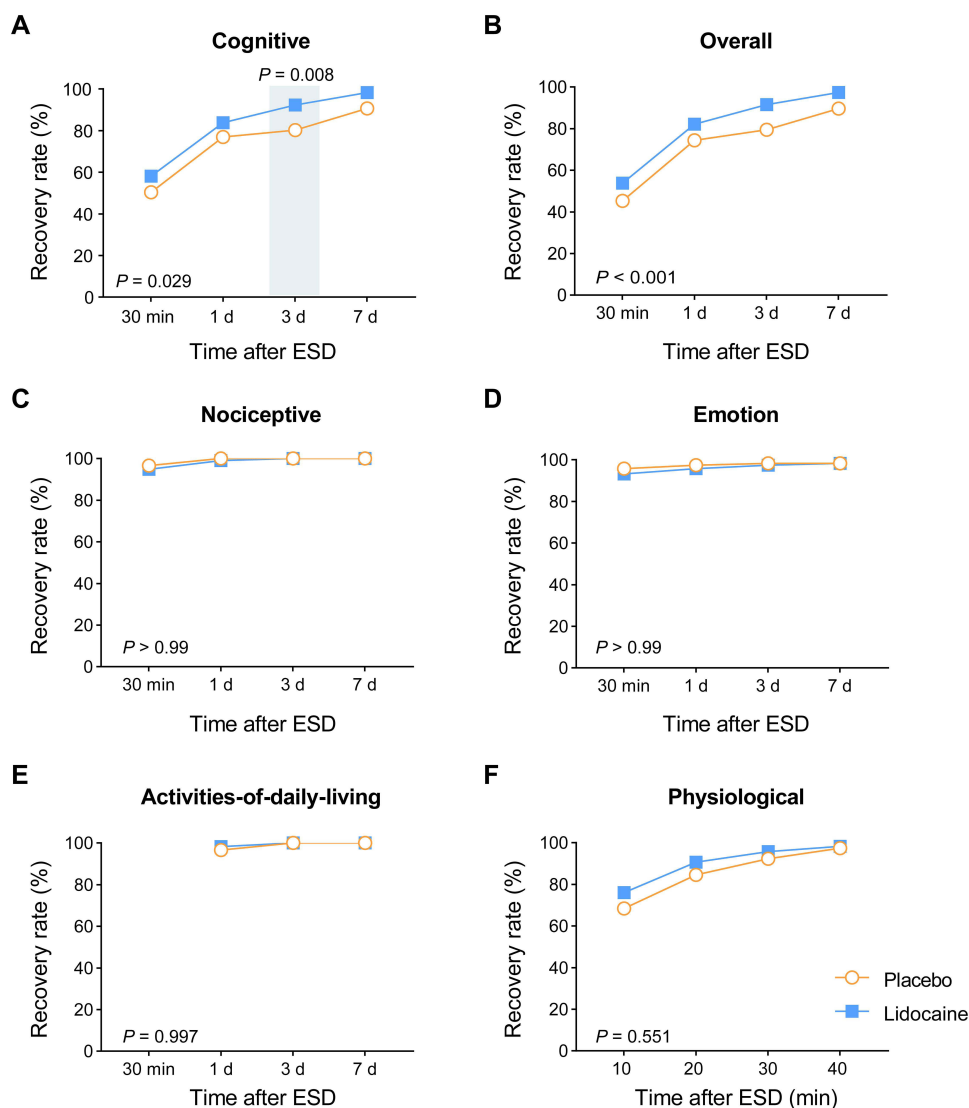 A
Cognitive
P = 0.008
100
80
60
40
20
0
Recovery rate (%)
P = 0.029
30 min 1 d 3 d 7 d
Time after ESD
B
Overall
100
80
60
40
20
0
Recovery rate (%)
P < 0.001
30 min 1 d 3 d 7 d
Time after ESD
C
Nociceptive
100
80
60
40
20
0
Recovery rate (%)
P > 0.99
30 min 1 d 3 d 7 d
Time after ESD
D
Emotion
100
80
60
40
20
0
Recovery rate (%)
P > 0.99
30 min 1 d 3 d 7 d
Time after ESD
E
Activities-of-daily-living
100
80
60
40
20
0
Recovery rate (%)
P = 0.997
30 min 1 d 3 d 7 d
Time after ESD
F
Physiological
100
80
60
40
20
0
Recovery rate (%)
Placebo
Lidocaine
P = 0.551
10 20 30 40
Time after ESD (min)